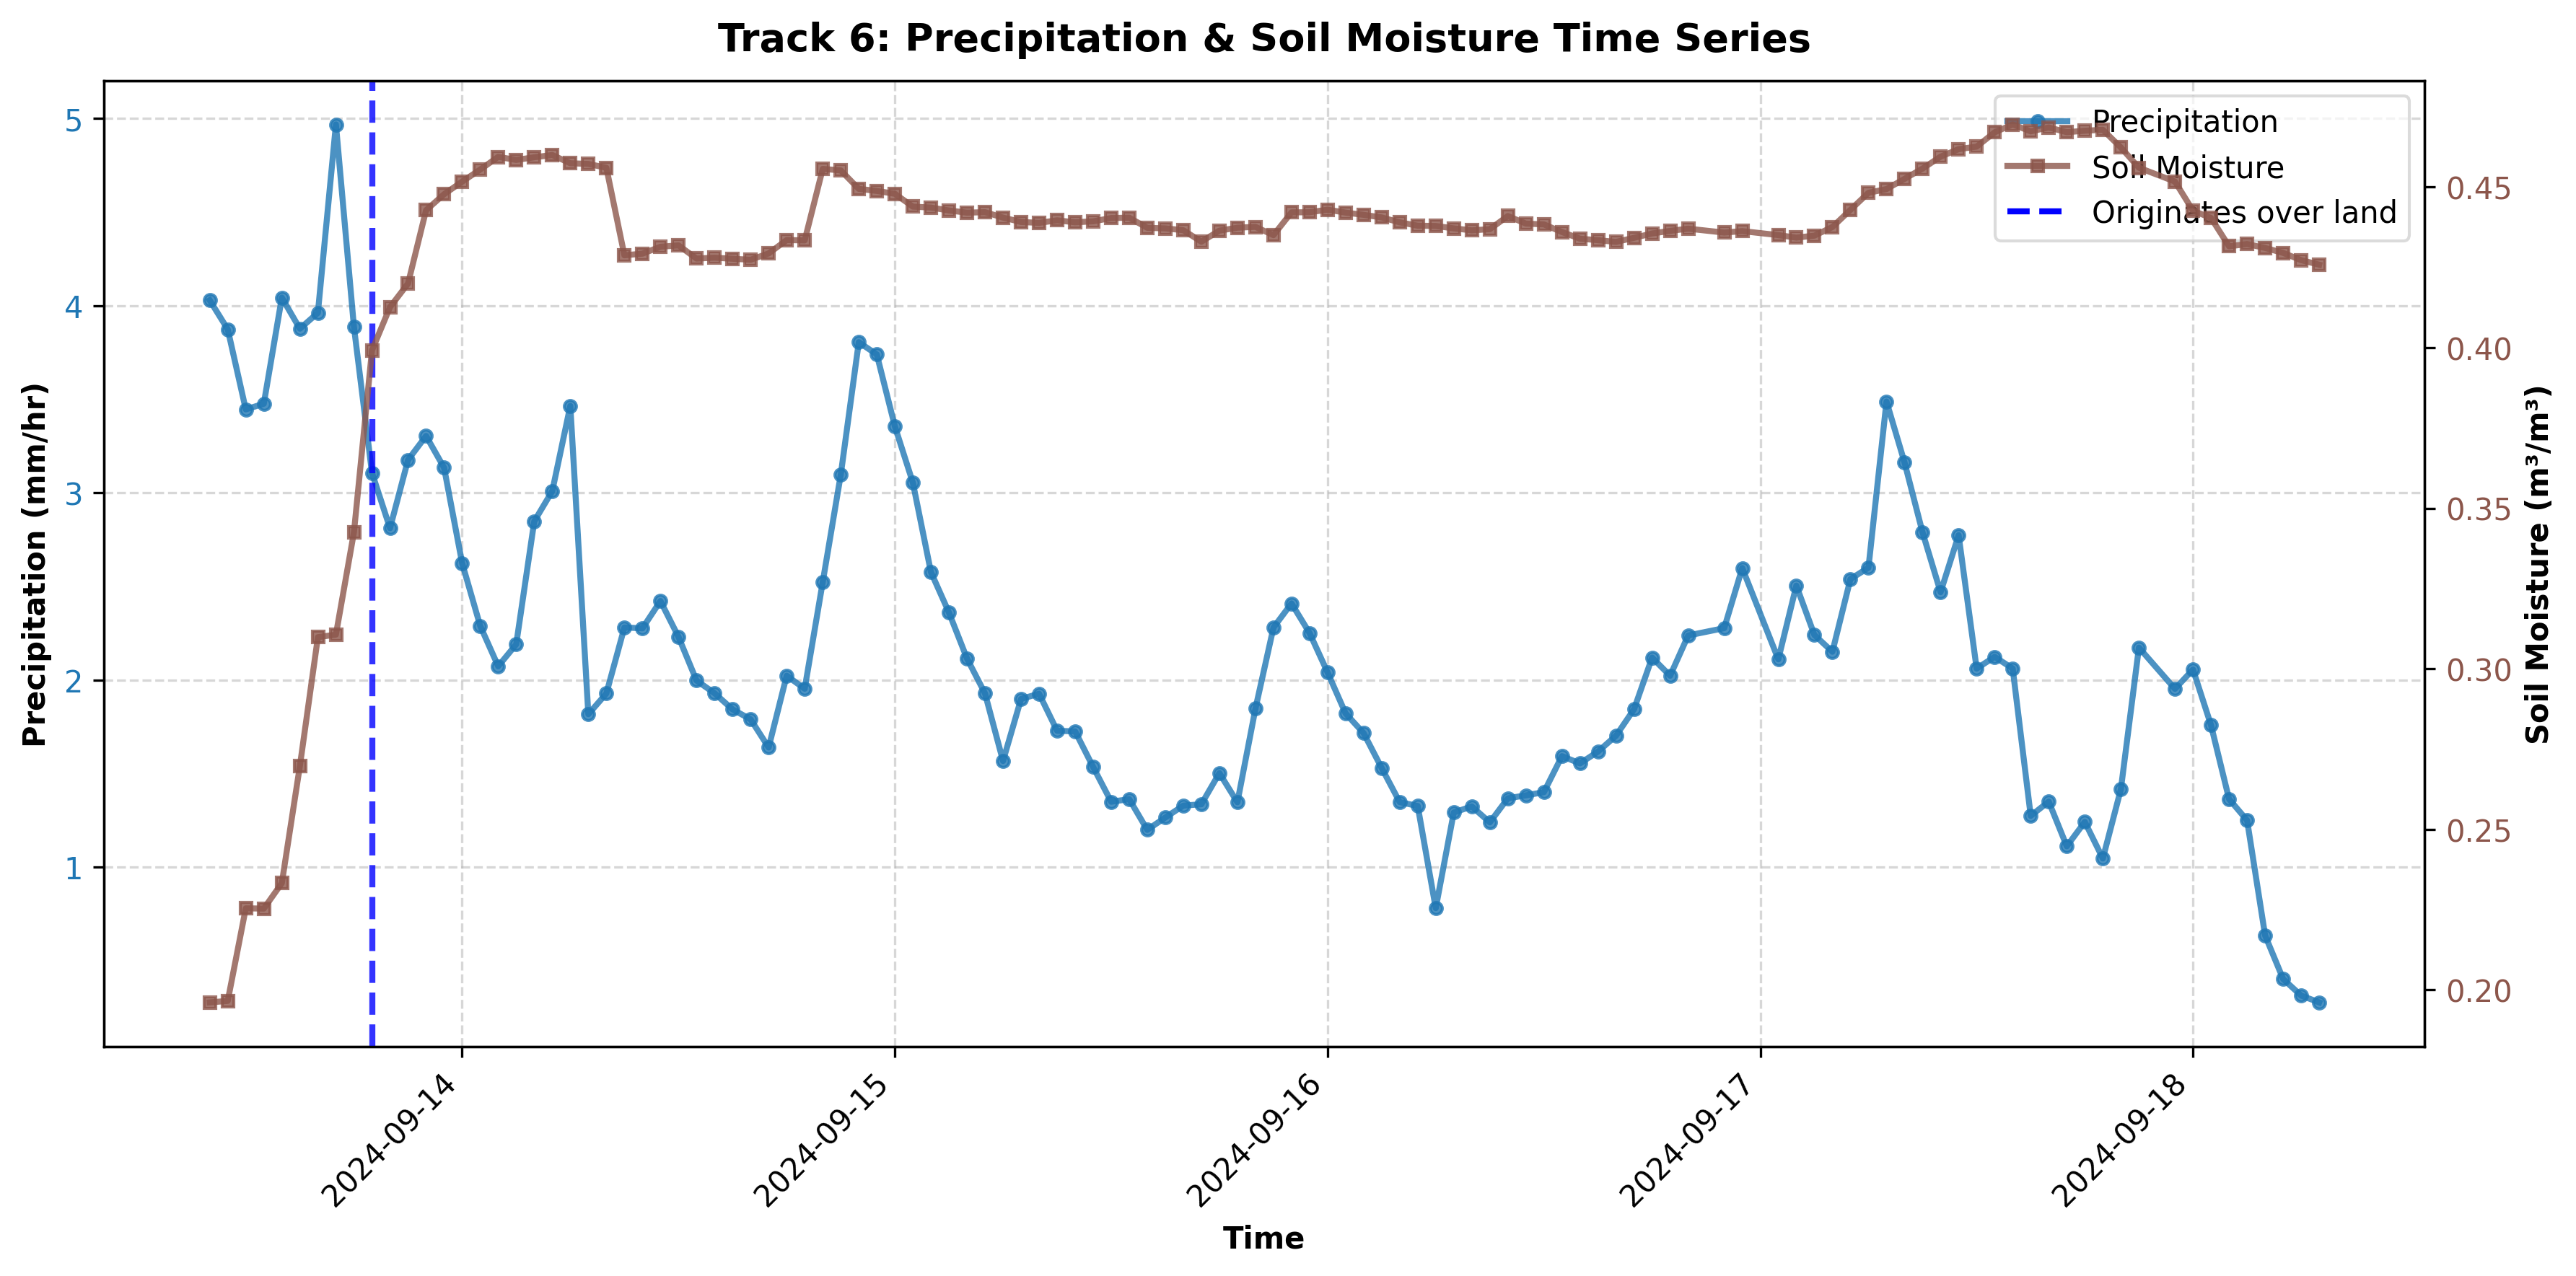 Track 6: Precipitation & Soil Moisture Time Series
Precipitation (mm/hr)
5
4
3
2
1
Precipitation
Soil Moisture
Originates over land
0.45
0.40
0.35
0.30
0.25
0.20
Soil Moisture (m³/m³)
2024-09-14
2024-09-15
2024-09-16
2024-09-17
2024-09-18
Time